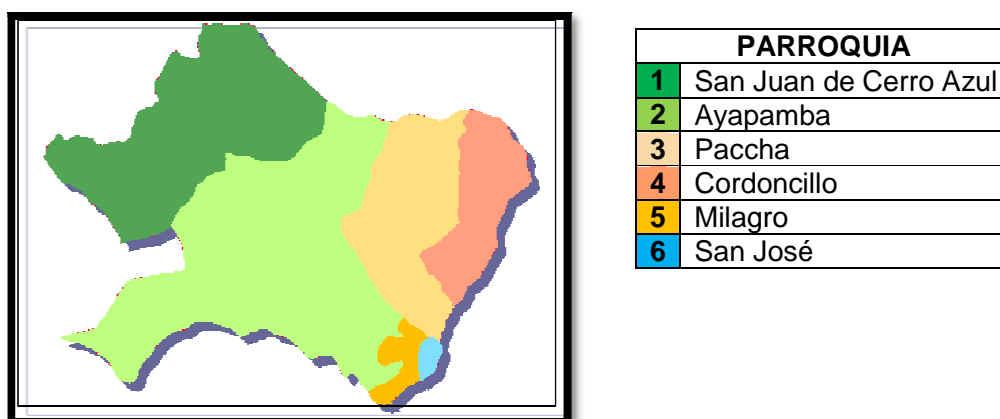 PARROQUIA
1 San Juan de Cerro Azul
2 Ayapamba
3 Paccha
4 Cordoncillo
5 Milagro
6 San José